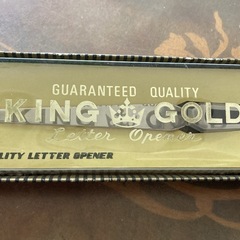 GUARANTEED QUALITY
KING GOLD
Letter Opener
LITY LETTER OPENER